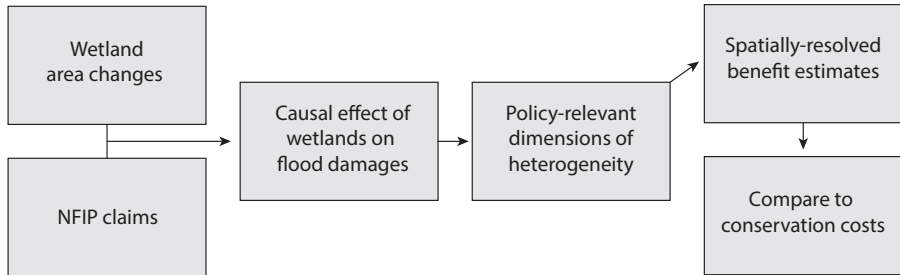 Wetland
area changes
NFIP claims
Causal effect of
wetlands on
flood damages
Policy-relevant
dimensions of
heterogeneity
Spatially-resolved
benefit estimates
Compare to
conservation costs